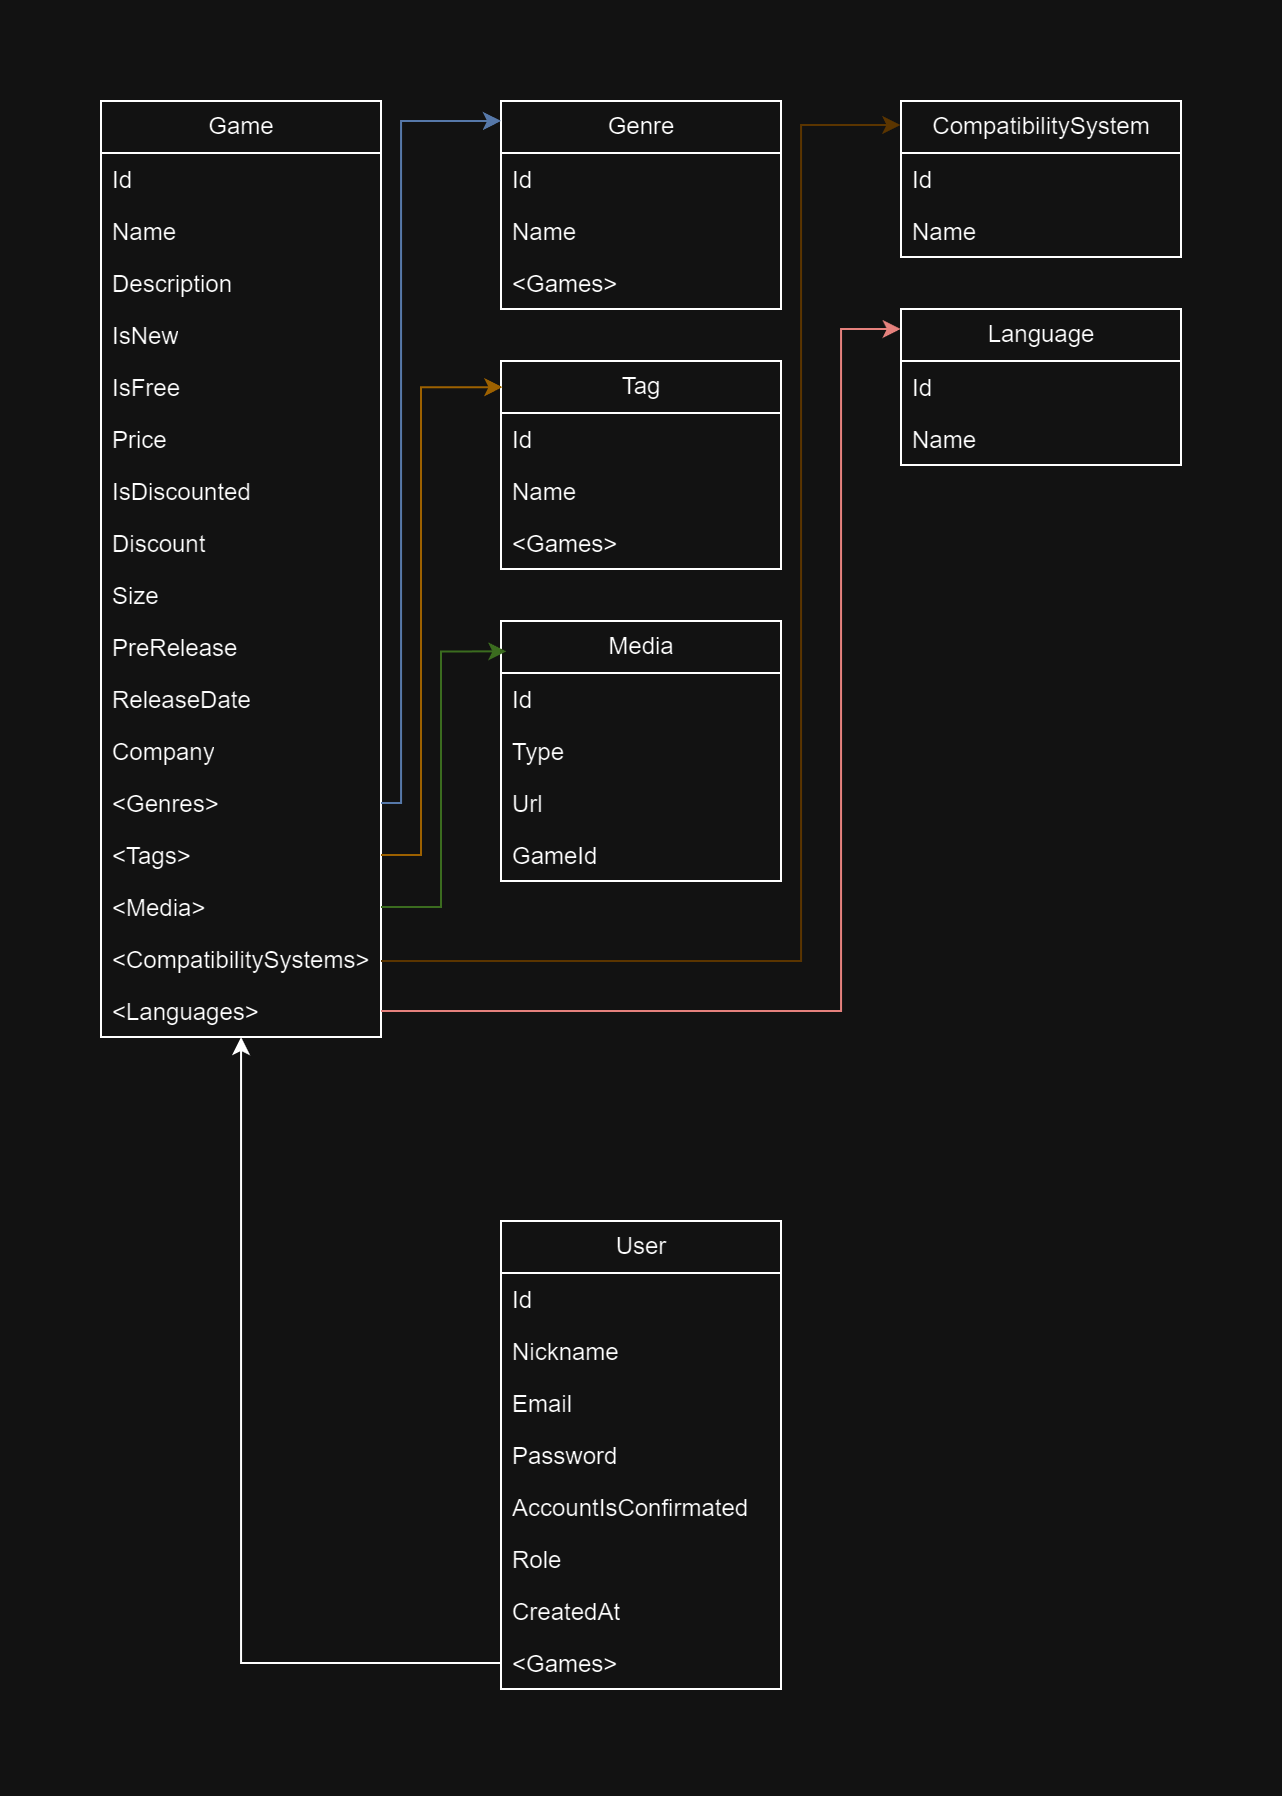 Game
Id
Name
Description
IsNew
IsFree
Price
IsDiscounted
Discount
Size
PreRelease
ReleaseDate
Company
<Genres>
<Tags>
<Media>
<CompatibilitySystems>
<Languages>
Genre
Id
Name
<Games>
Tag
Id
Name
<Games>
Media
Id
Type
Url
GameId
CompatibilitySystem
Id
Name
Language
Id
Name
User
Id
Nickname
Email
Password
AccountIsConfirmated
Role
CreatedAt
<Games>